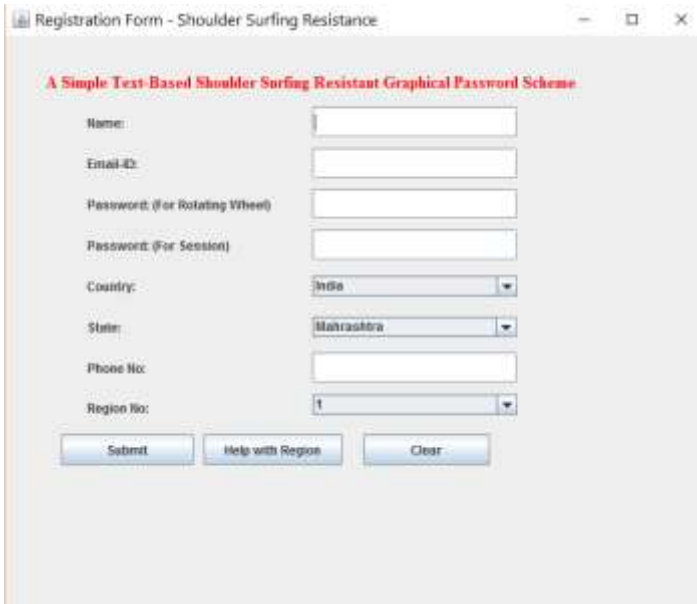 Registration Form - Shoulder Surfing Resistance
A Simple Text-Based Shoulder Surfing Resistant Graphical Password Scheme
Name:
Email-ID:
Password: (For Rotating Wheel)
Password: (For Session)
Country: India
State: Mahrashtra
Phone No:
Region No: 1
Submit Help with Region Clear